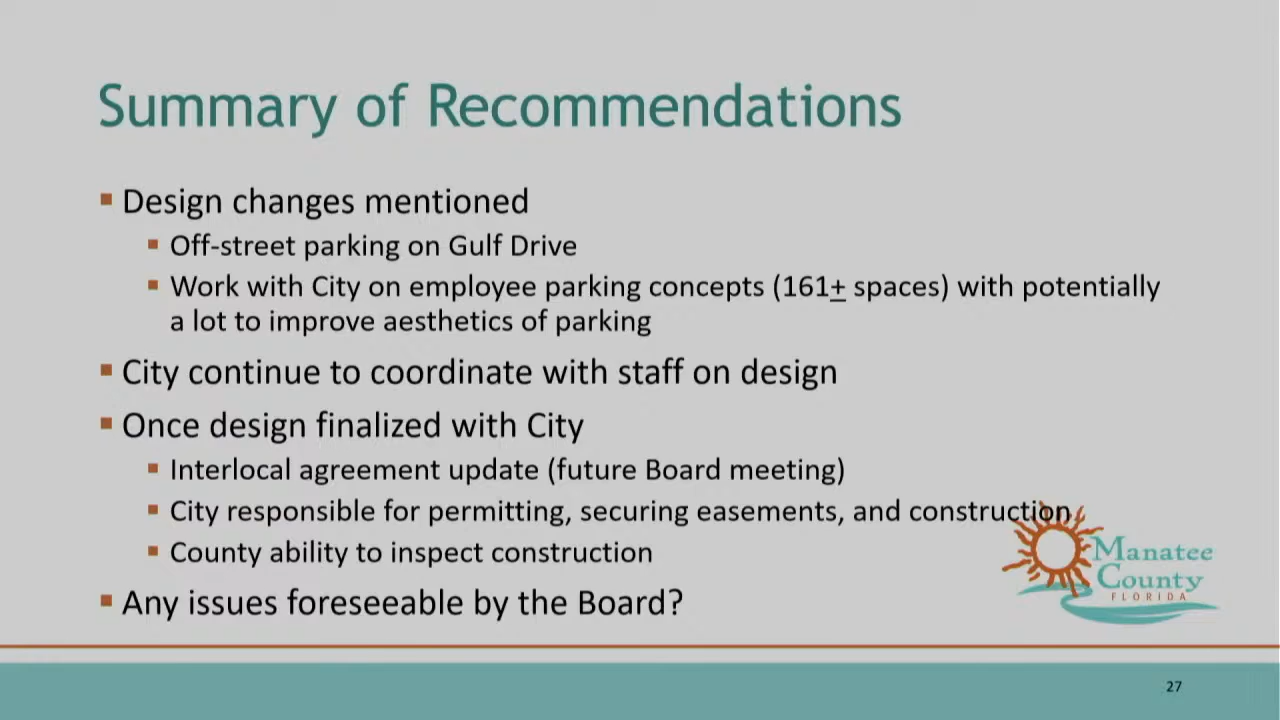 Summary of Recommendations
Design changes mentioned
Off-street parking on Gulf Drive
Work with City on employee parking concepts (161± spaces) with potentially
a lot to improve aesthetics of parking
City continue to coordinate with staff on design
Once design finalized with City
Interlocal agreement update (future Board meeting)
City responsible for permitting, securing easements, and construction
County ability to inspect construction
Any issues foreseeable by the Board?
Manatee
County
FLORIDA
27